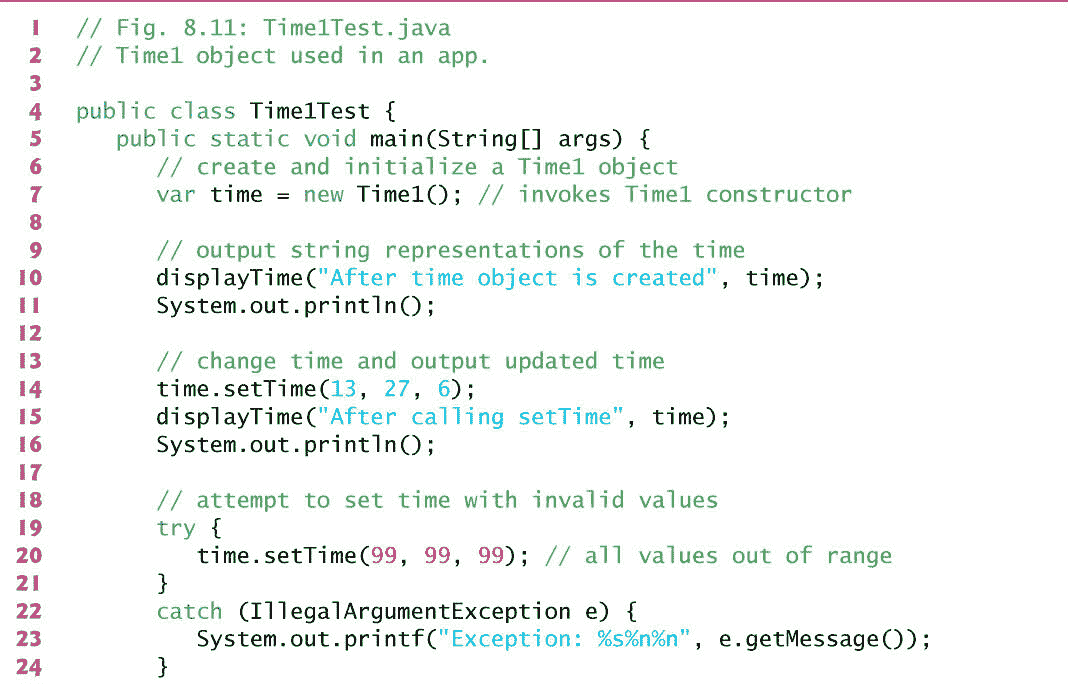 1 // Fig. 8.11: Time1Test.java
2 // Time1 object used in an app.
3
4 public class Time1Test {
5    public static void main(String[] args) {
6       // create and initialize a Time1 object
7       var time = new Time1(); // invokes Time1 constructor
8
9       // output string representations of the time
10       displayTime("After time object is created", time);
11       System.out.println();
12
13       // change time and output updated time
14       time.setTime(13, 27, 6);
15       displayTime("After calling setTime", time);
16       System.out.println();
17
18       // attempt to set time with invalid values
19       try {
20          time.setTime(99, 99, 99); // all values out of range
21       }
22       catch (IllegalArgumentException e) {
23          System.out.printf("Exception: %s%n%n", e.getMessage());
24       }